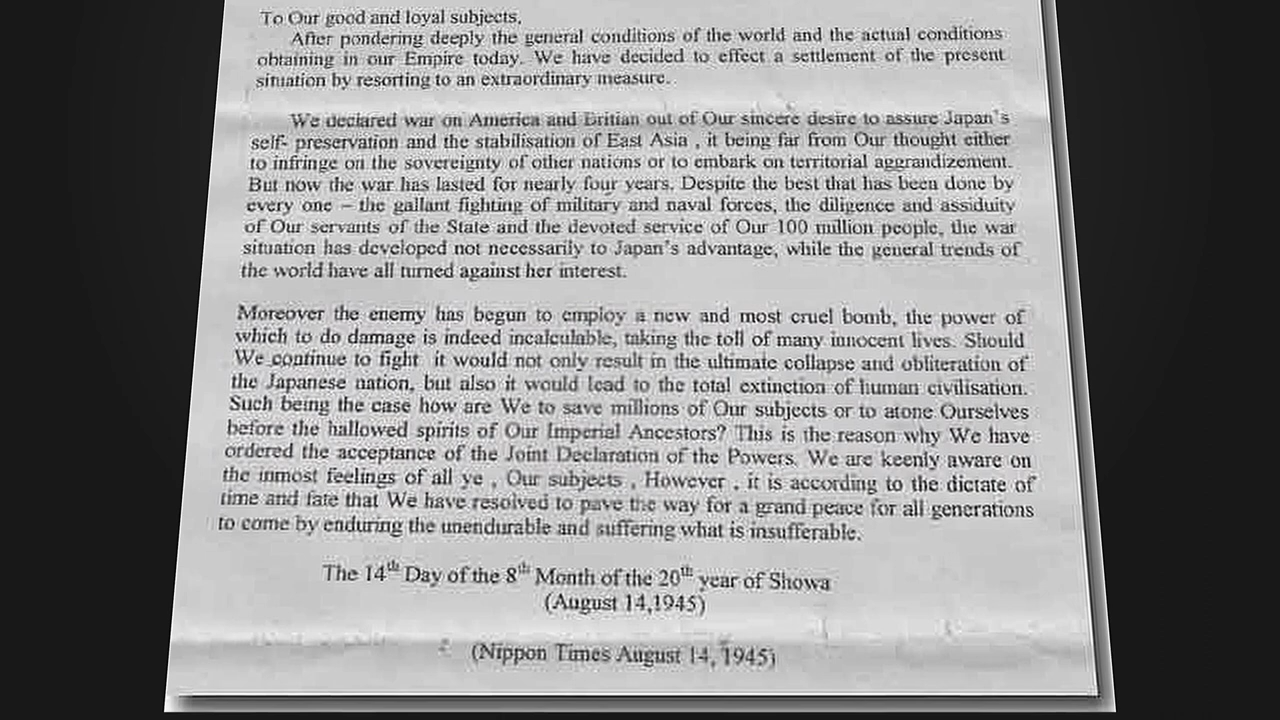 To Our good and loyal subjects,
After pondering deeply the general conditions of the world and the actual conditions
obtaining in our Empire today. We have decided to effect a settlement of the present
situation by resorting to an extraordinary measure.
We declared war on America and Britian out of Our sincere desire to assure Japan's
self- preservation and the stabilisation of East Asia , it being far from Our thought either
to infringe on the sovereignty of other nations or to embark on territorial aggrandizement.
But now the war has lasted for nearly four years. Despite the best that has been done by
every one – the gallant fighting of military and naval forces, the diligence and assiduity
of Our servants of the State and the devoted service of Our 100 million people, the war
situation has developed not necessarily to Japan's advantage, while the general trends of
the world have all turned against her interest.
Moreover the enemy has begun to employ a new and most cruel bomb, the power of
which to do damage is indeed incalculable, taking the toll of many innocent lives. Should
We continue to fight it would not only result in the ultimate collapse and obliteration of
the Japanese nation, but also it would lead to the total extinction of human civilisation.
Such being the case how are We to save millions of Our subjects or to atone Ourselves
before the hallowed spirits of Our Imperial Ancestors? This is the reason why We have
ordered the acceptance of the Joint Declaration of the Powers. We are keenly aware on
the inmost feelings of all ye , Our subjects . However , it is according to the dictate of
time and fate that We have resolved to pave the way for a grand peace for all generations
to come by enduring the unendurable and suffering what is insufferable.
The 14th Day of the 8th Month of the 20th year of Showa
(August 14,1945)
(Nippon Times August 14, 1945)